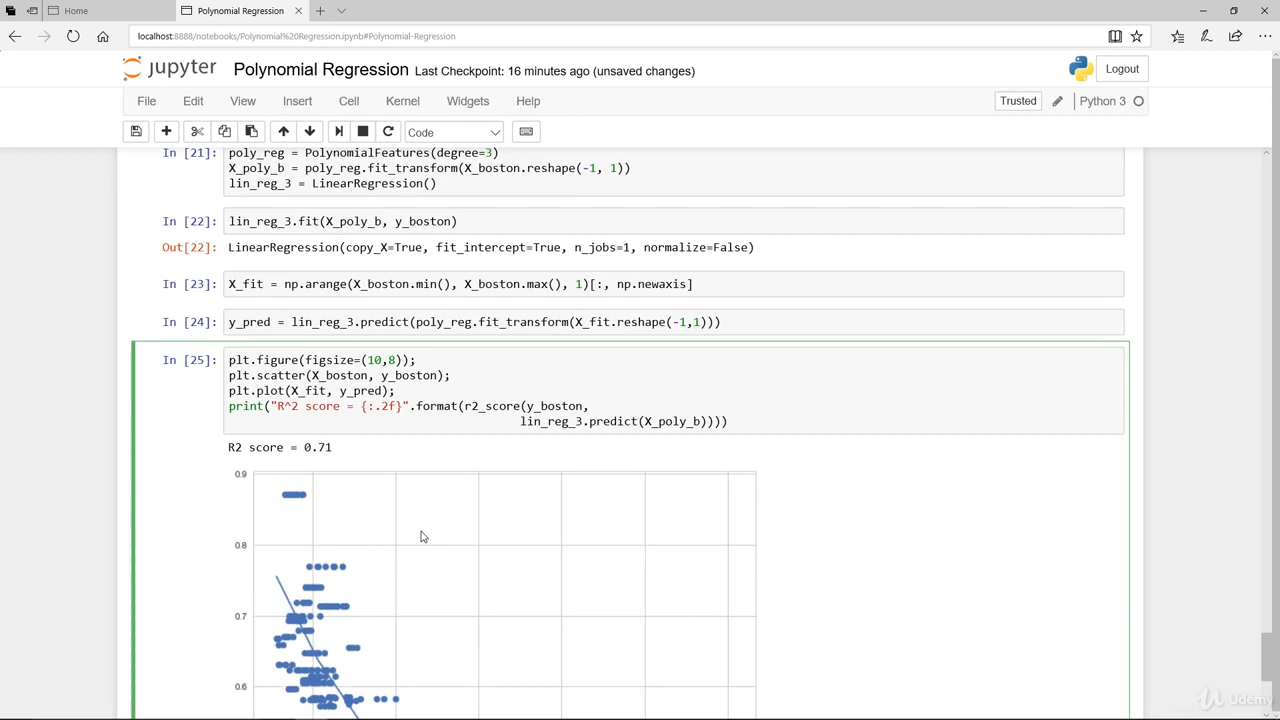 Home
Polynomial Regression
localhost:8888/notebooks/Polynomial%20Regression.ipynb#Polynomial-Regression
jupyter Polynomial Regression Last Checkpoint: 16 minutes ago (unsaved changes) Logout
File Edit View Insert Cell Kernel Widgets Help Trusted Python 3
Code
In [21]: poly_reg = PolynomialFeatures(degree=3)
X_poly_b = poly_reg.fit_transform(X_boston.reshape(-1, 1))
lin_reg_3 = LinearRegression()
In [22]: lin_reg_3.fit(X_poly_b, y_boston)
Out[22]: LinearRegression(copy_X=True, fit_intercept=True, n_jobs=1, normalize=False)
In [23]: X_fit = np.arange(X_boston.min(), X_boston.max(), 1)[:, np.newaxis]
In [24]: y_pred = lin_reg_3.predict(poly_reg.fit_transform(X_fit.reshape(-1,1)))
In [25]: plt.figure(figsize=(10,8));
plt.scatter(X_boston, y_boston);
plt.plot(X_fit, y_pred);
print("R^2 score = {:.2f}".format(r2_score(y_boston,
lin_reg_3.predict(X_poly_b))))
R2 score = 0.71
0.9
0.8
0.7
0.6
Udemy